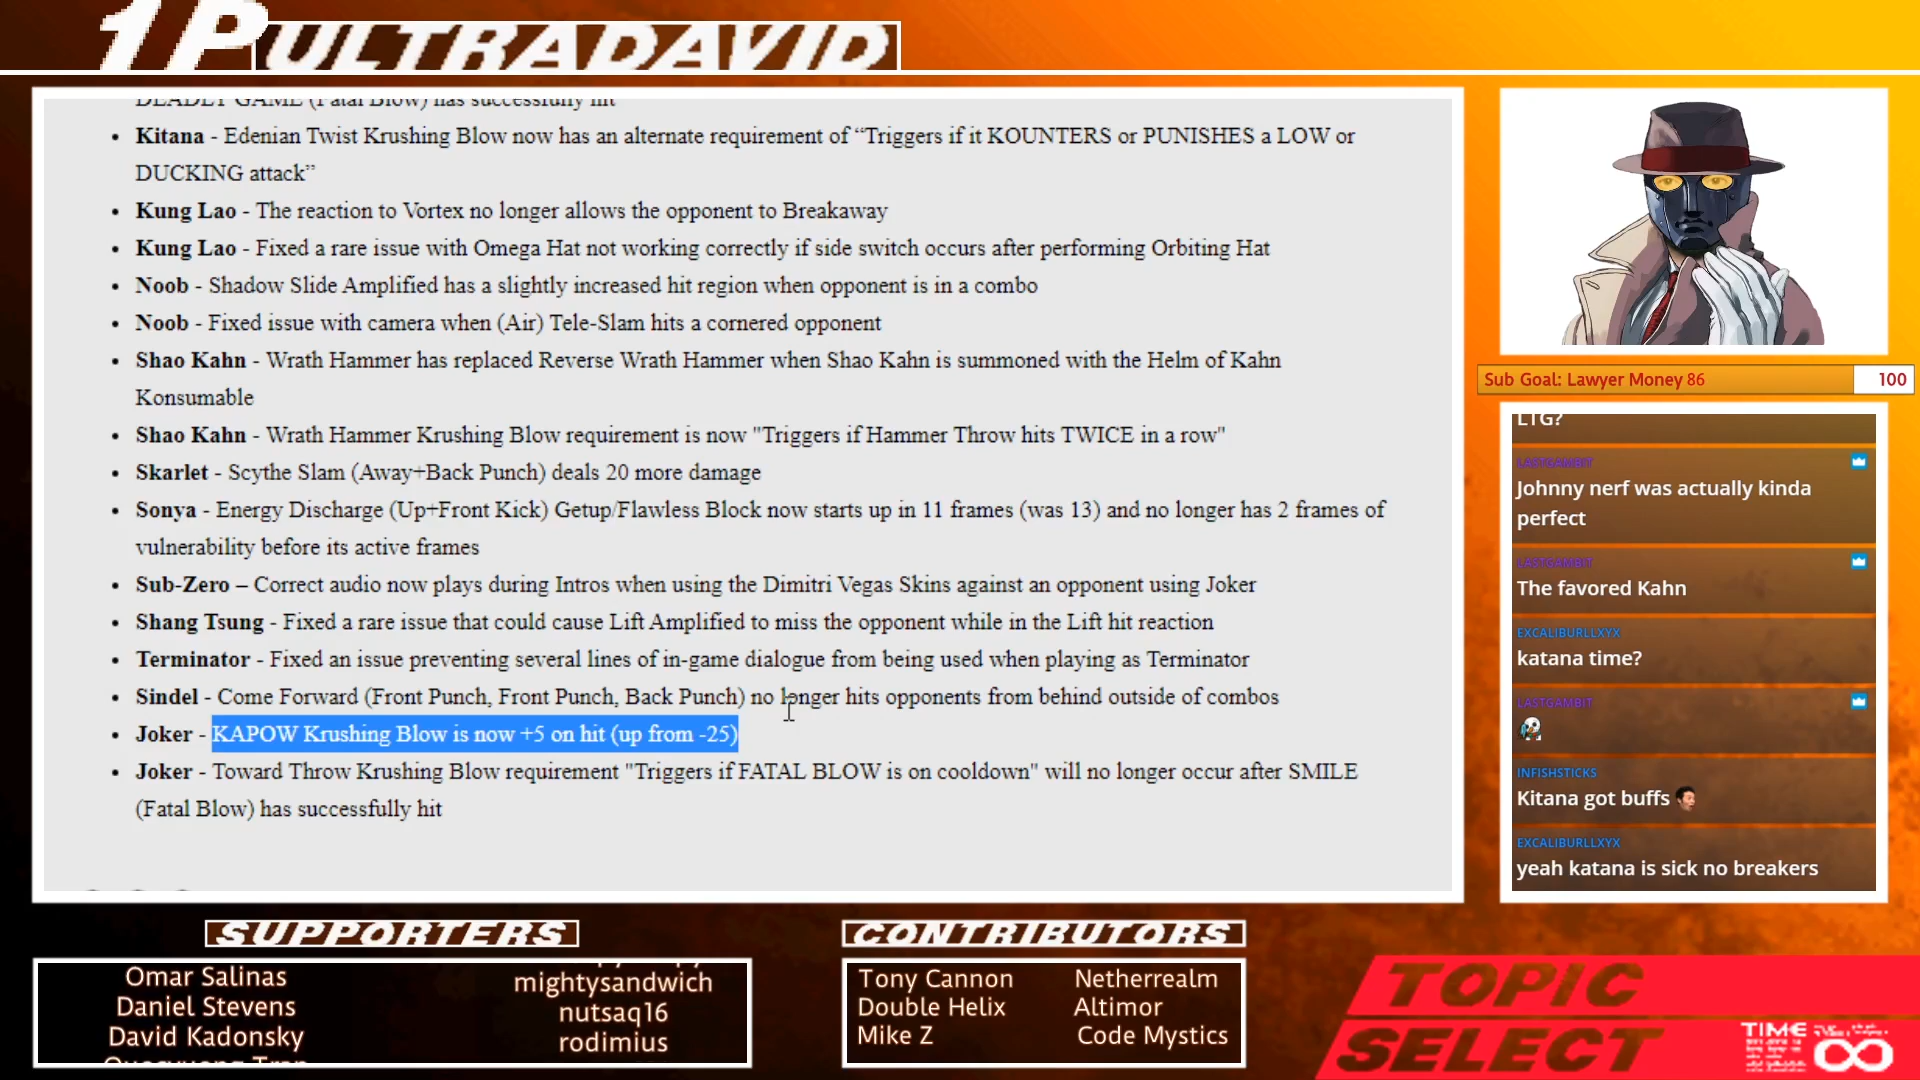 1P ULTRADAVID
DEADLY GAME (Fatal Blow) has successfully hit
• Kitana - Edenian Twist Krushing Blow now has an alternate requirement of “Triggers if it KOUNTERS or PUNISHES a LOW or
DUCKING attack”
• Kung Lao - The reaction to Vortex no longer allows the opponent to Breakaway
• Kung Lao - Fixed a rare issue with Omega Hat not working correctly if side switch occurs after performing Orbiting Hat
• Noob - Shadow Slide Amplified has a slightly increased hit region when opponent is in a combo
• Noob - Fixed issue with camera when (Air) Tele-Slam hits a cornered opponent
• Shao Kahn - Wrath Hammer has replaced Reverse Wrath Hammer when Shao Kahn is summoned with the Helm of Kahn
Konsumable
• Shao Kahn - Wrath Hammer Krushing Blow requirement is now "Triggers if Hammer Throw hits TWICE in a row"
• Skarlet - Scythe Slam (Away+Back Punch) deals 20 more damage
• Sonya - Energy Discharge (Up+Front Kick) Getup/Flawless Block now starts up in 11 frames (was 13) and no longer has 2 frames of
vulnerability before its active frames
• Sub-Zero – Correct audio now plays during Intros when using the Dimitri Vegas Skins against an opponent using Joker
• Shang Tsung - Fixed a rare issue that could cause Lift Amplified to miss the opponent while in the Lift hit reaction
• Terminator - Fixed an issue preventing several lines of in-game dialogue from being used when playing as Terminator
• Sindel - Come Forward (Front Punch, Front Punch, Back Punch) no longer hits opponents from behind outside of combos
• Joker - KAPOW Krushing Blow is now +5 on hit (up from -25)
• Joker - Toward Throw Krushing Blow requirement "Triggers if FATAL BLOW is on cooldown" will no longer occur after SMILE
(Fatal Blow) has successfully hit
Sub Goal: Lawyer Money 86 100
LTG?
LASTGAMBIT
Johnny nerf was actually kinda
perfect
LASTGAMBIT
The favored Kahn
EXCALIBURLLXYX
katana time?
LASTGAMBIT
INFISHSTICKS
Kitana got buffs
EXCALIBURLLXYX
yeah katana is sick no breakers
SUPPORTERS
Omar Salinas
Daniel Stevens
David Kadonsky
mightysandwich
nutsaq16
rodimius
CONTRIBUTORS
Tony Cannon
Double Helix
Mike Z
Netherrealm
Altimor
Code Mystics
TOPIC
SELECT
TIME ∞